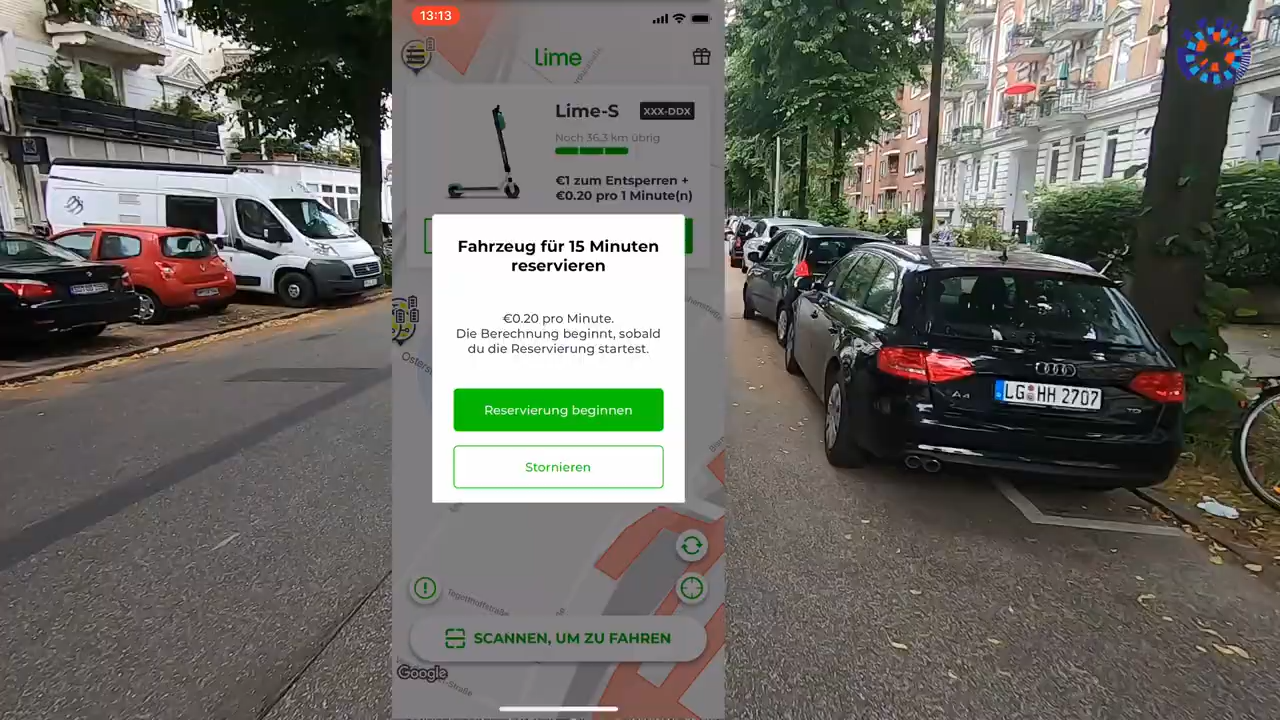 13:13
Lime
Lime-S
XXX-DDX
Noch 36,3 km übrig
€1 zum Entsperren +
€0.20 pro 1 Minute(n)
Fahrzeug für 15 Minuten
reservieren
€0.20 pro Minute.
Die Berechnung beginnt, sobald
du die Reservierung startest.
Reservierung beginnen
Stornieren
Tegetthoffstraße
SCANNEN, UM ZU FAHREN
Google
A4
TDI
LG HH 2707